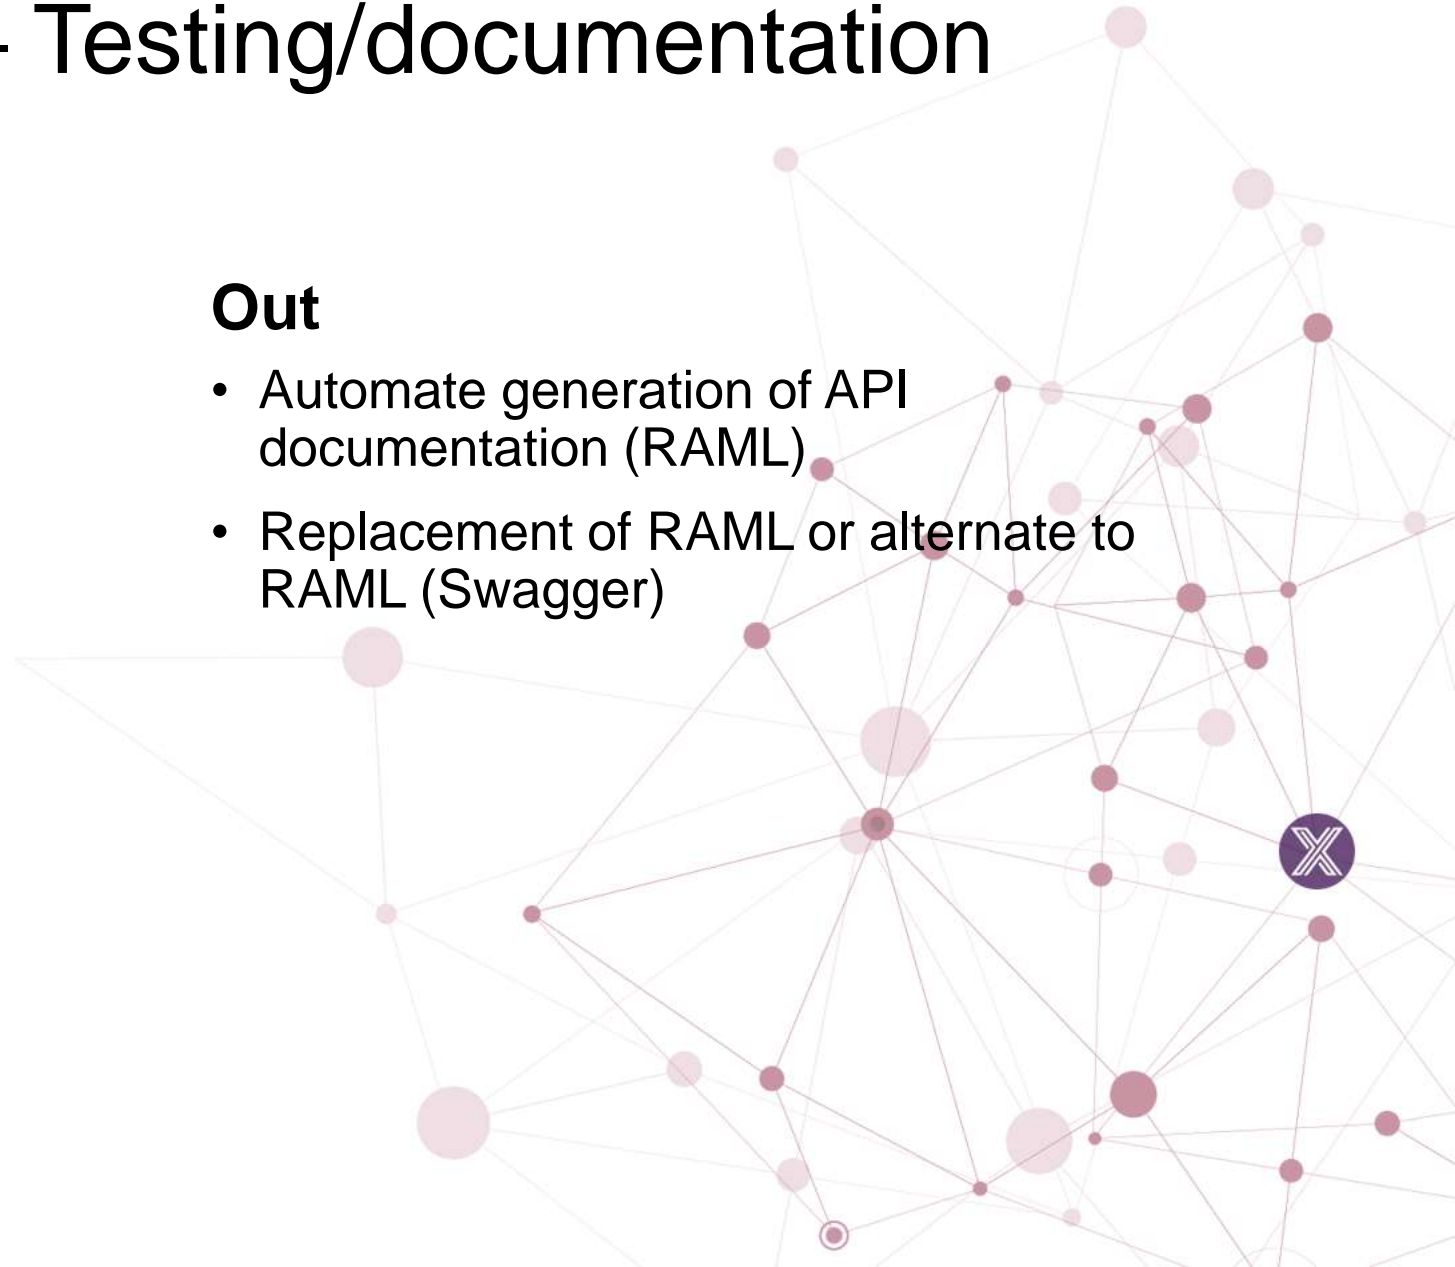 - Testing/documentation
Out
• Automate generation of API
documentation (RAML)
• Replacement of RAML or alternate to
RAML (Swagger)